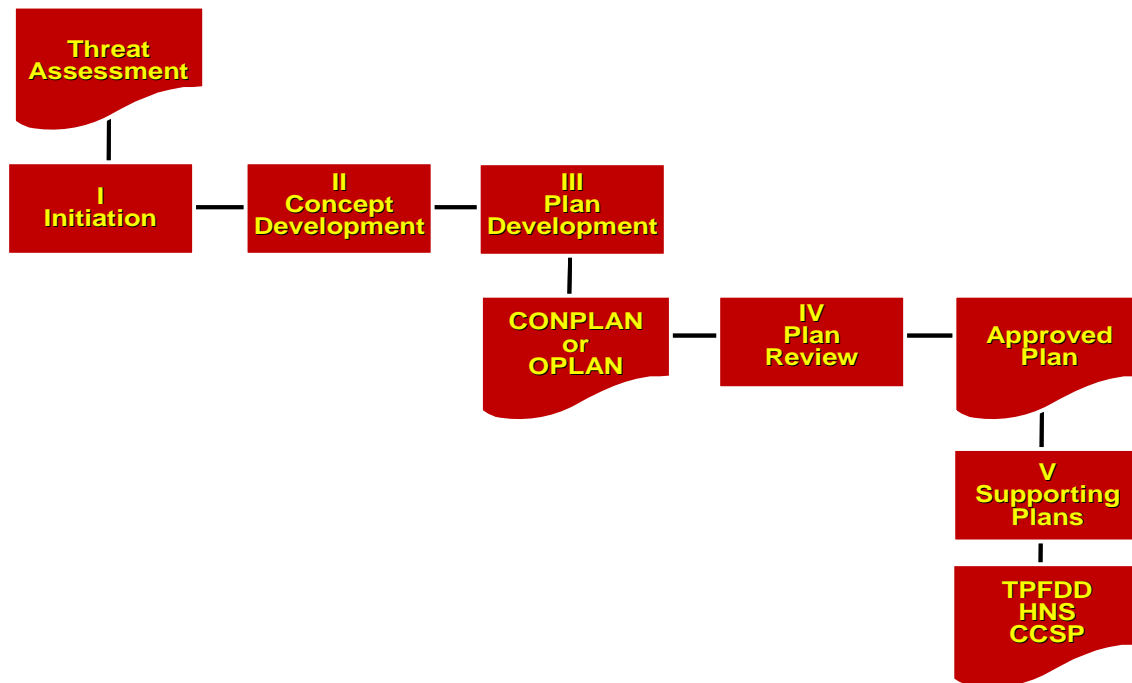 Threat
Assessment
I
Initiation
II
Concept
Development
III
Plan
Development
CONPLAN
or
OPLAN
IV
Plan
Review
Approved
Plan
V
Supporting
Plans
TPFDD
HNS
CCSP